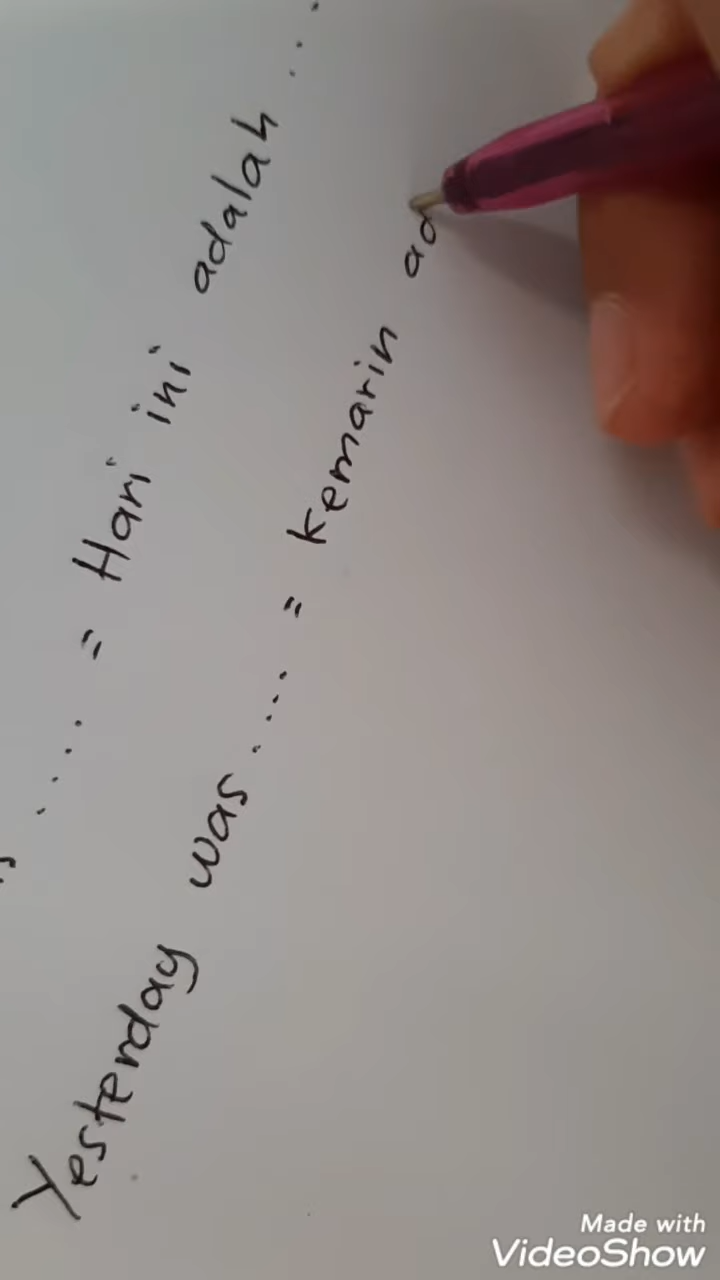 .... = Hari ini adalah ...
Yesterday was .... = kemarin
Made with
VideoShow